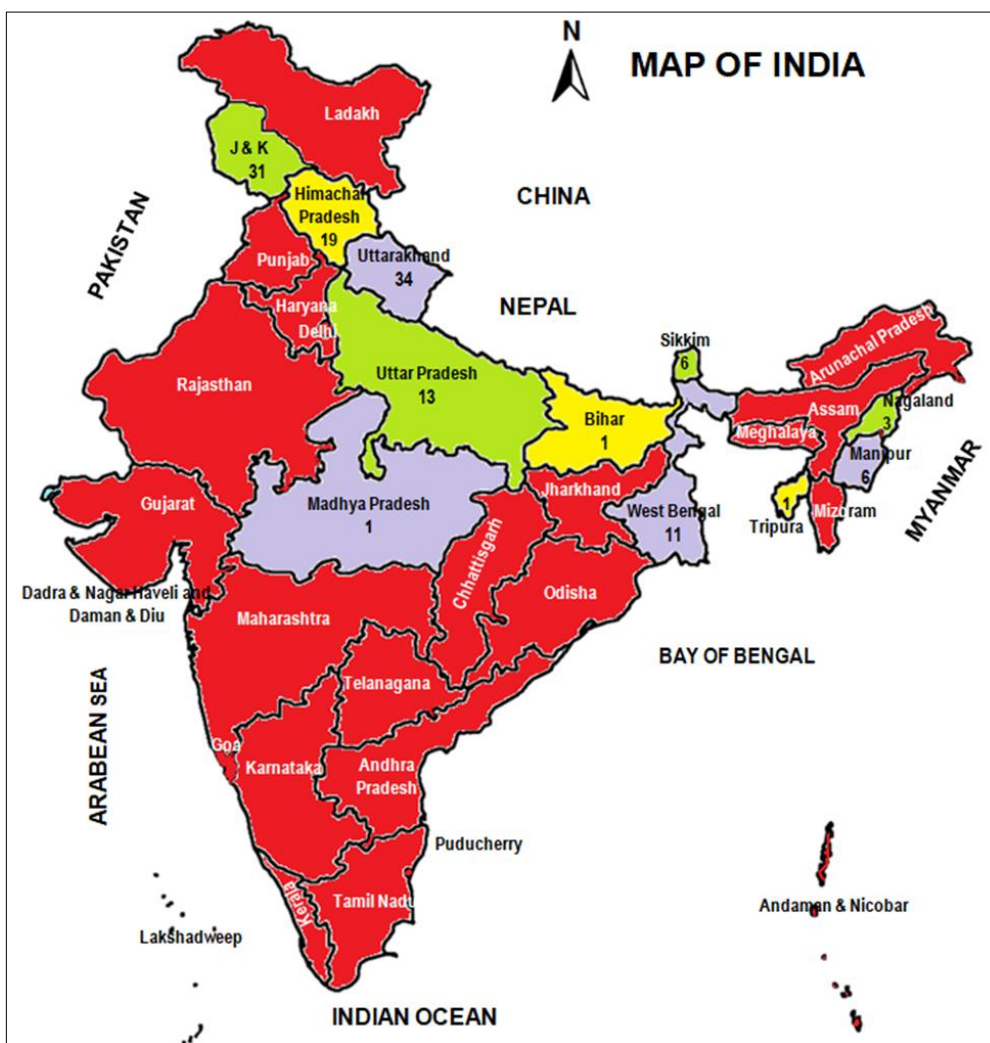 N
MAP OF INDIA
Ladakh
J & K
31
CHINA
Himachal
Pradesh
19
PAKISTAN
Punjab
Uttarakhand
34
NEPAL
Haryana
Delhi
Sikkim
6
Arunachal Pradesh
Rajasthan
Uttar Pradesh
13
Nagaland
3
Assam
Bihar
1
Meghalaya
Manipur
6
MYANMAR
Gujarat
Madhya Pradesh
1
Jharkhand
West Bengal
11
1
Tripura
Mizoram
Chhattisgarh
Dadra & Nagar Haveli and
Daman & Diu
Maharashtra
Odisha
BAY OF BENGAL
ARABEAN SEA
Telanagana
Goa
Karnataka
Andhra
Pradesh
Puducherry
Kerala
Tamil Nadu
Andaman & Nicobar
Lakshadweep
INDIAN OCEAN